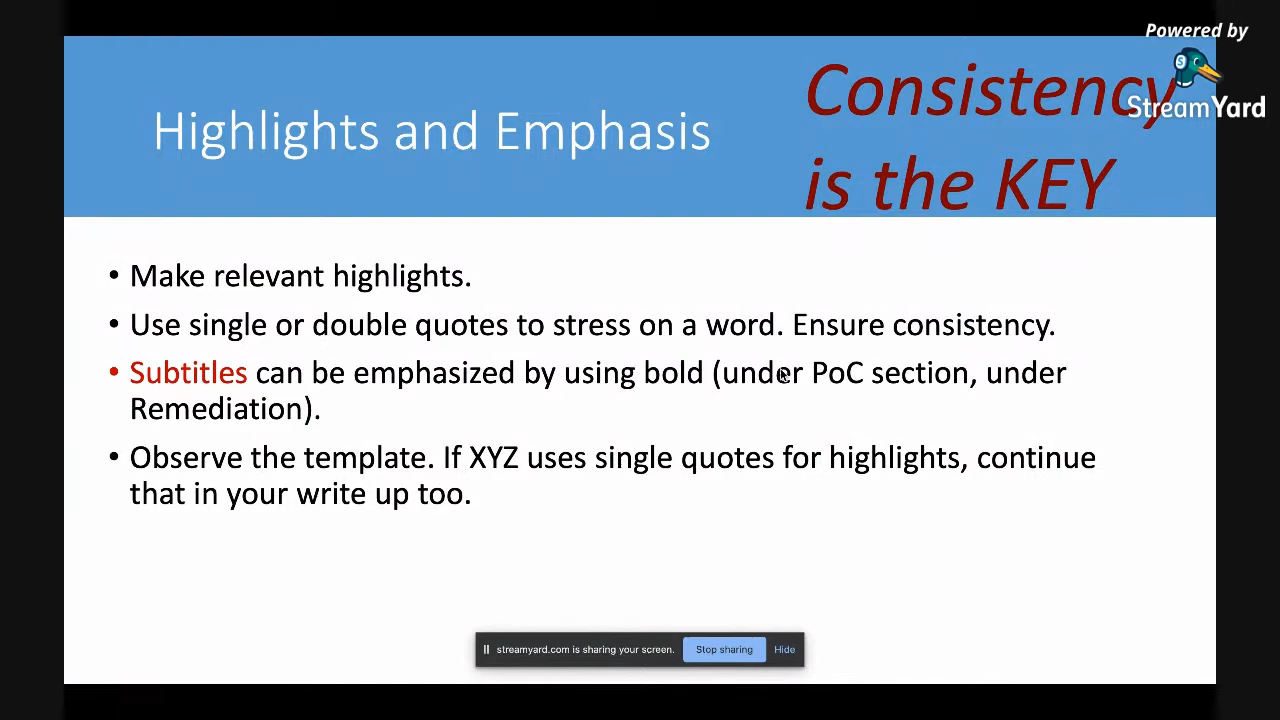 Powered by
StreamYard
Highlights and Emphasis
Consistency
is the KEY
• Make relevant highlights.
• Use single or double quotes to stress on a word. Ensure consistency.
• Subtitles can be emphasized by using bold (under PoC section, under
Remediation).
• Observe the template. If XYZ uses single quotes for highlights, continue
that in your write up too.
streamyard.com is sharing your screen. Stop sharing Hide